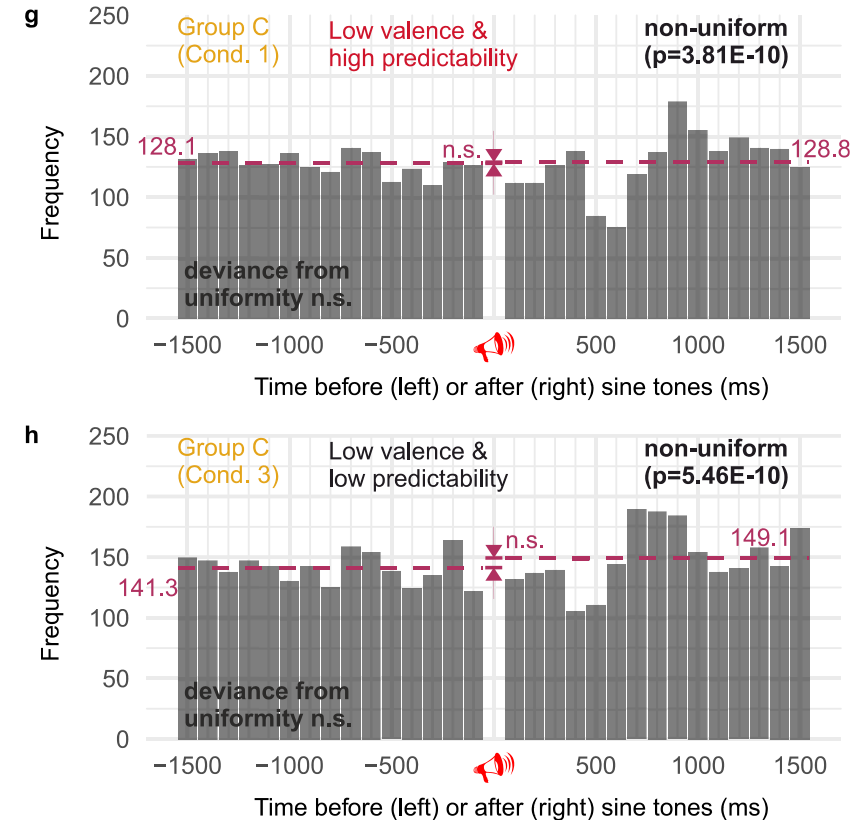 g
250
200
150
100
50
0
Frequency
Group C
(Cond. 1)
Low valence &
high predictability
non-uniform
(p=3.81E-10)
128.1
n.s.
128.8
deviance from
uniformity n.s.
−1500 −1000 −500 500 1000 1500
Time before (left) or after (right) sine tones (ms)
h
250
200
150
100
50
0
Frequency
Group C
(Cond. 3)
Low valence &
low predictability
non-uniform
(p=5.46E-10)
n.s.
149.1
141.3
deviance from
uniformity n.s.
−1500 −1000 −500 500 1000 1500
Time before (left) or after (right) sine tones (ms)